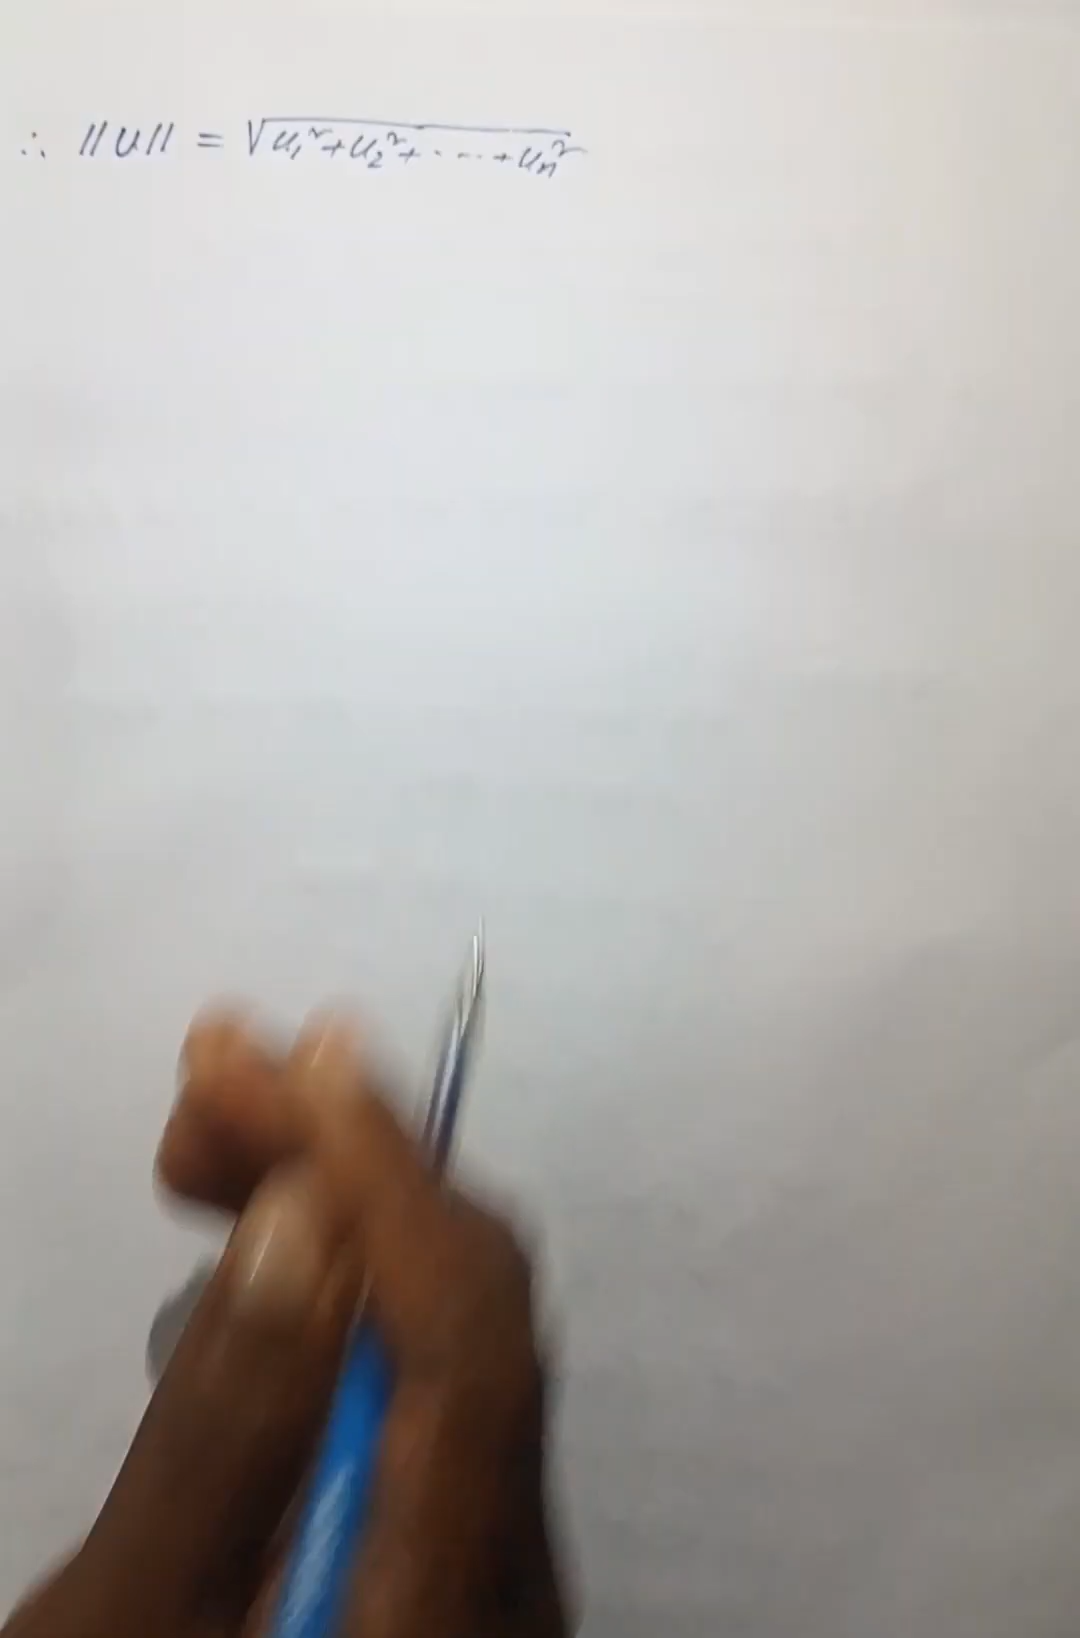 ∴ ||u|| = √(u₁² + u₂² + ..... + uₙ²)